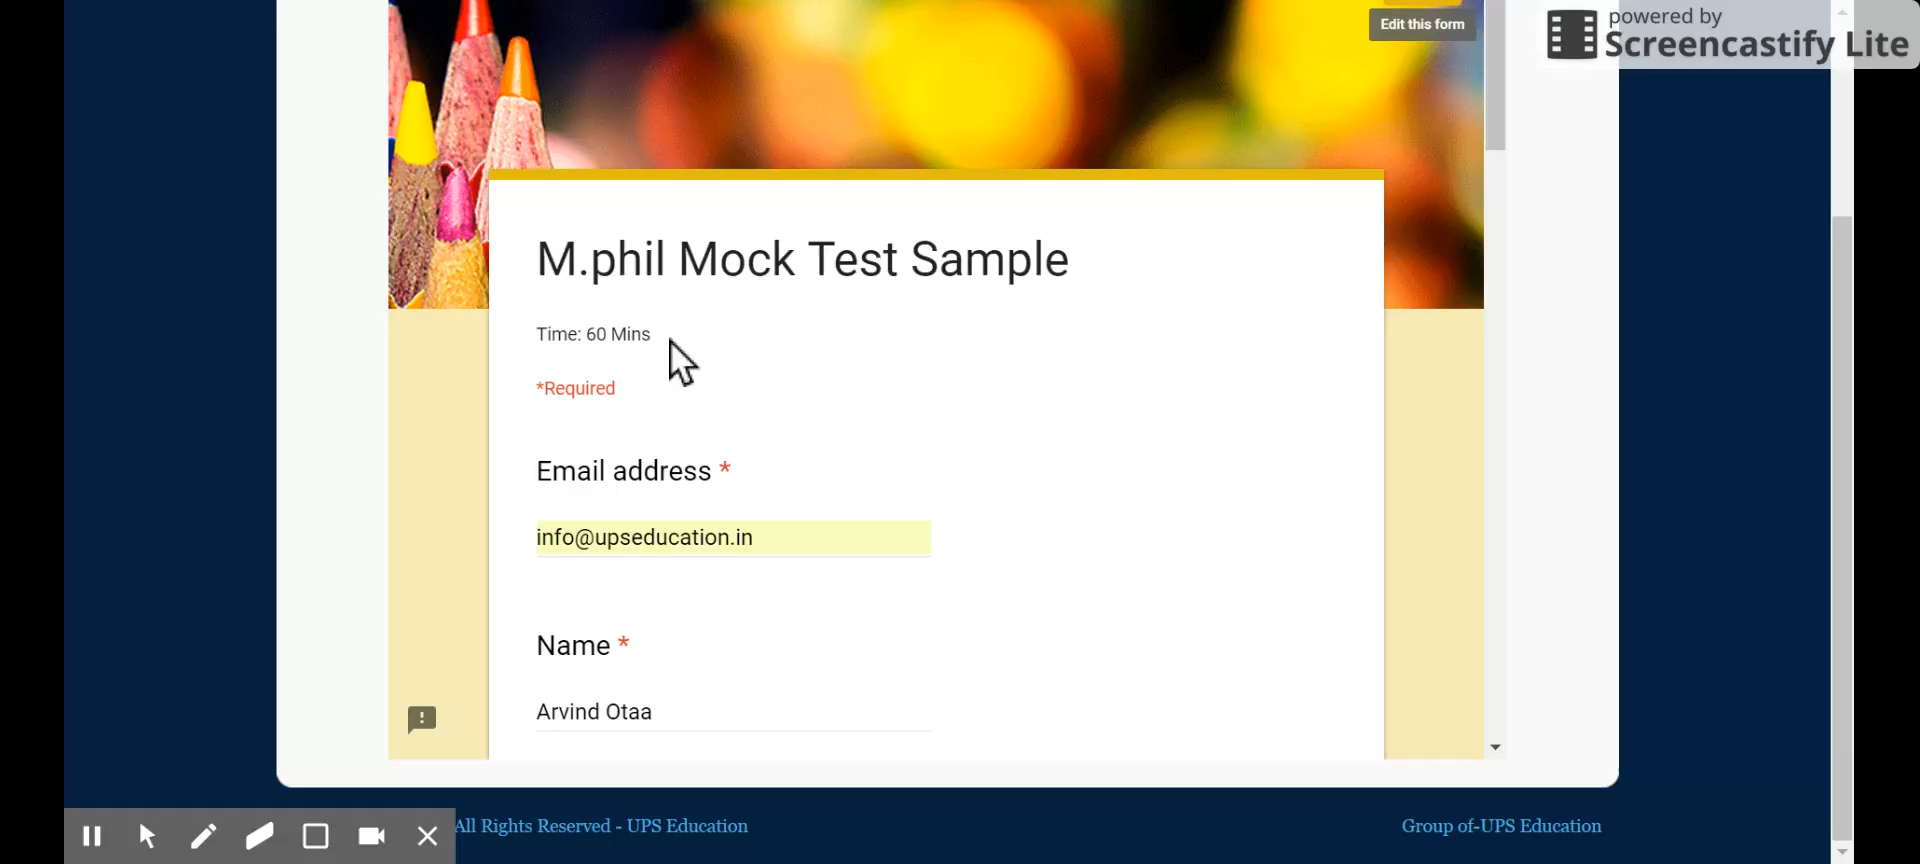 Edit this form
powered by
Screencastify Lite
M.phil Mock Test Sample
Time: 60 Mins
*Required
Email address *
info@upseducation.in
Name *
Arvind Otaa
All Rights Reserved - UPS Education
Group of-UPS Education